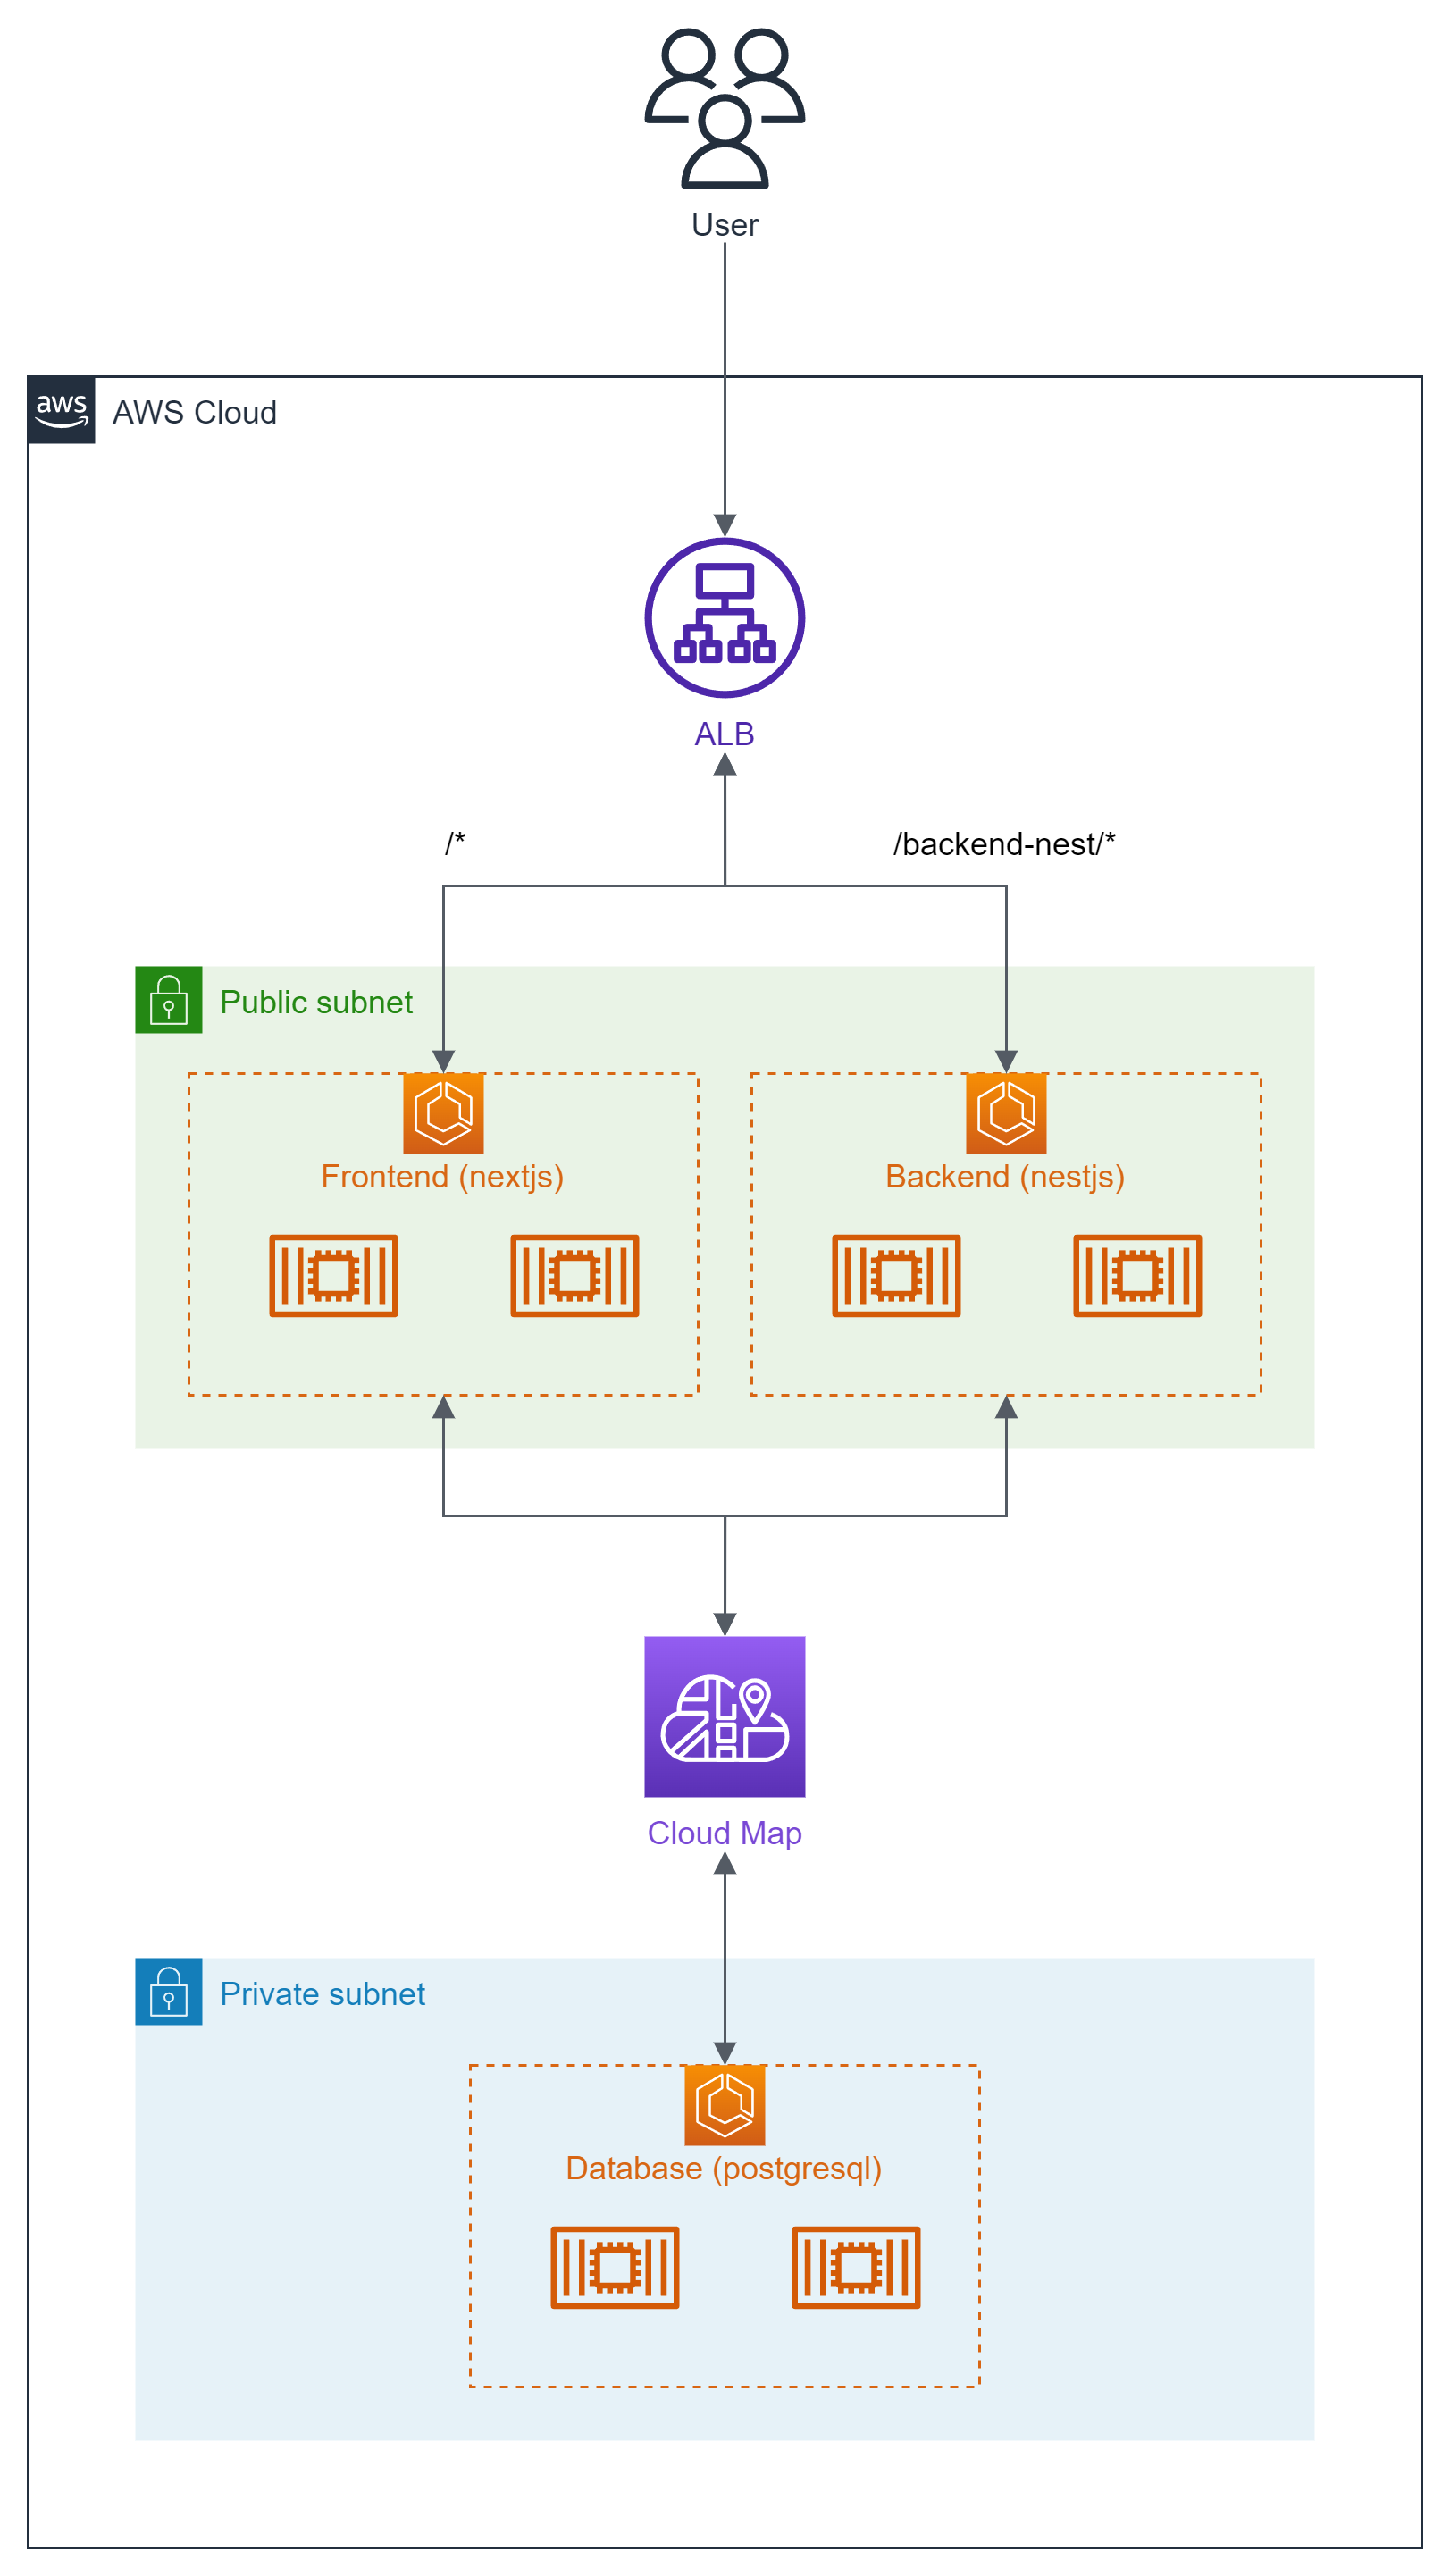 User
aws
AWS Cloud
ALB
/*
/backend-nest/*
Public subnet
Frontend (nextjs)
Backend (nestjs)
Cloud Map
Private subnet
Database (postgresql)